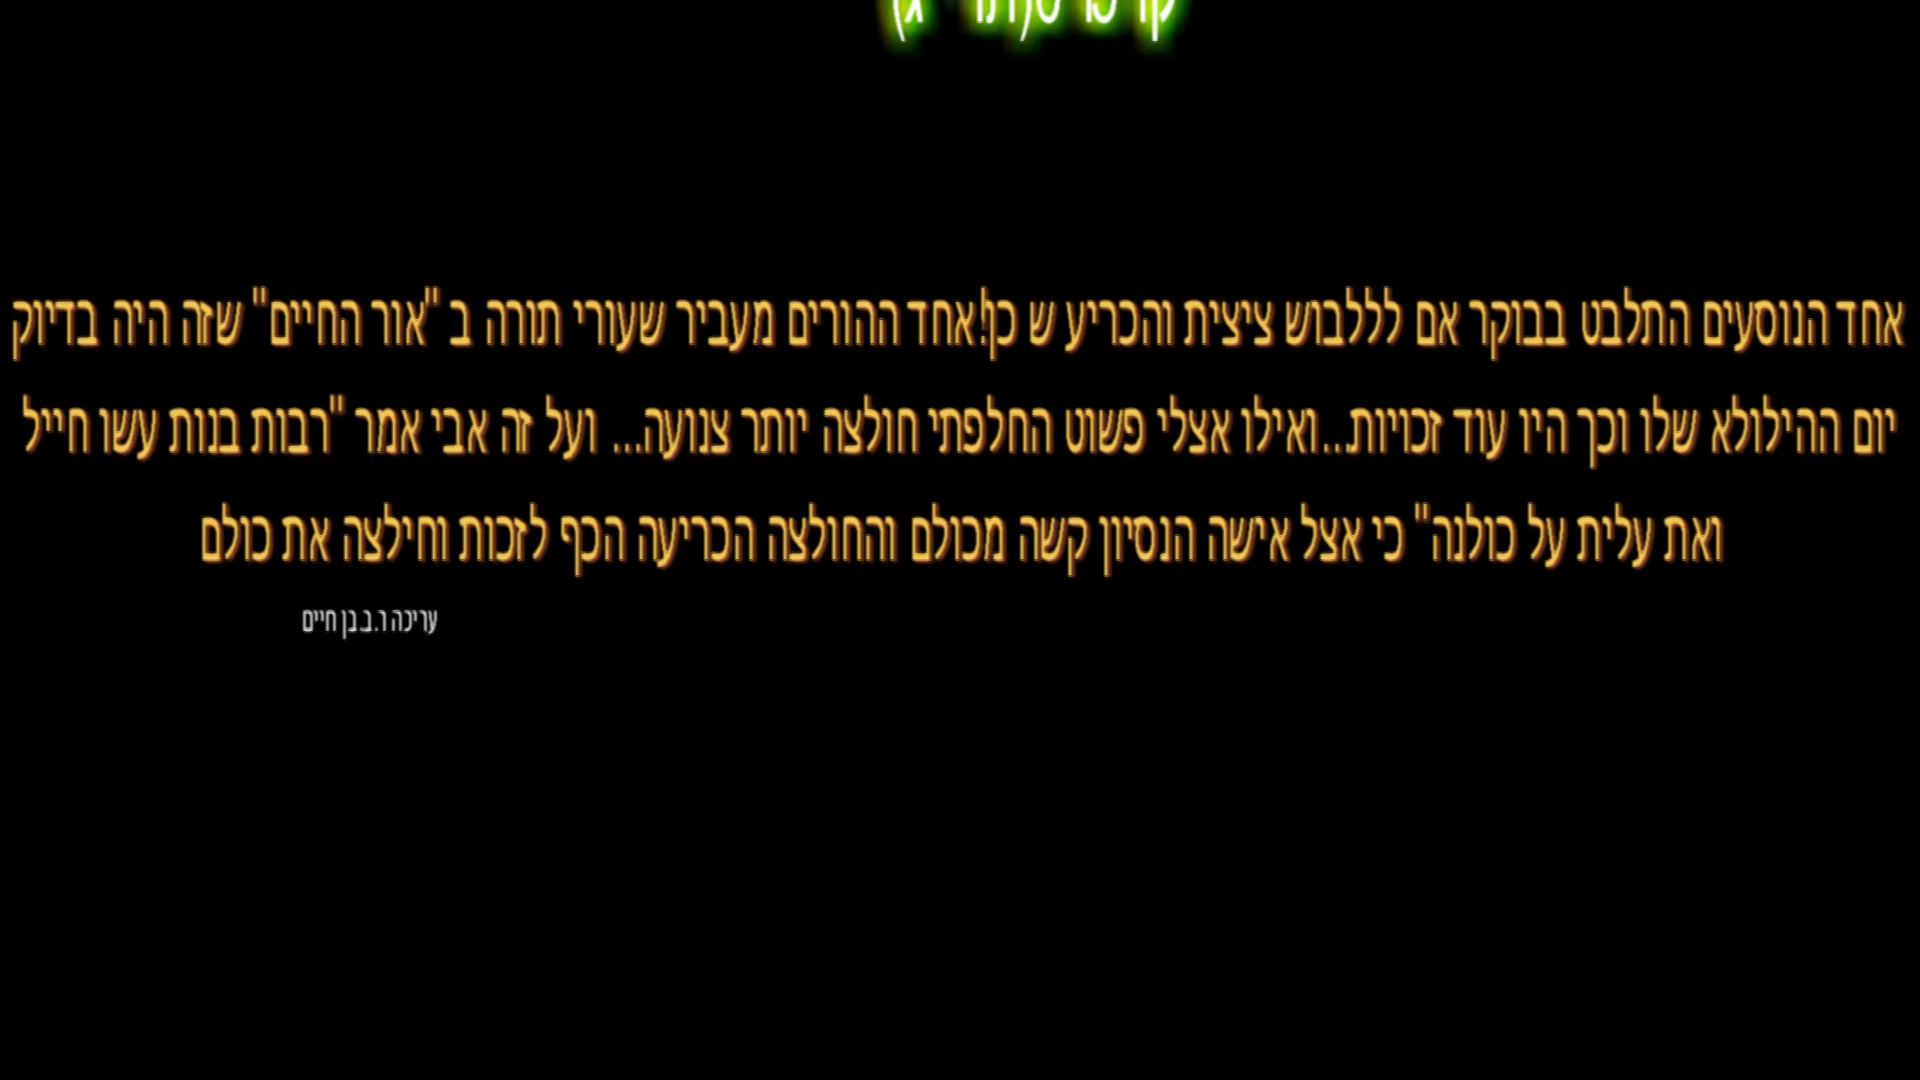 אחד הנוסעים התלבט בבוקר אם לללבוש ציצית והכריע ש כן!אחד ההורים מעביר שעורי תורה ב "אור החיים" שזה היה בדיוק
יום ההילולא שלו וכך היו עוד זכויות...ואילו אצלי פשוט החלפתי חולצה יותר צנועה... ועל זה אבי אמר "רבות בנות עשו חייל
ואת עלית על כולנה" כי אצל אישה הנסיון קשה מכולם והחולצה הכריעה הכף לזכות וחילצה את כולם
עריכה ר.ב.בן חיים